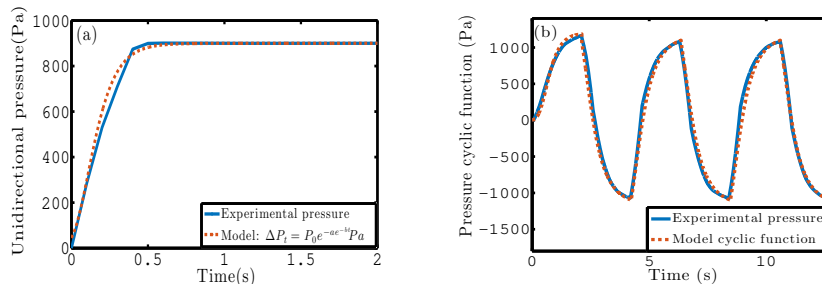 (a)
Unidirectional pressure(Pa)
1000
800
600
400
200
0
0
0.5
1
1.5
2
Time(s)
Experimental pressure
Model: ΔP_t = P_0 e^{-ae^{-bt}} Pa
(b)
Pressure cyclic function (Pa)
1000
500
0
−500
−1000
−1500
0
5
10
Time (s)
Experimental pressure
Model cyclic function